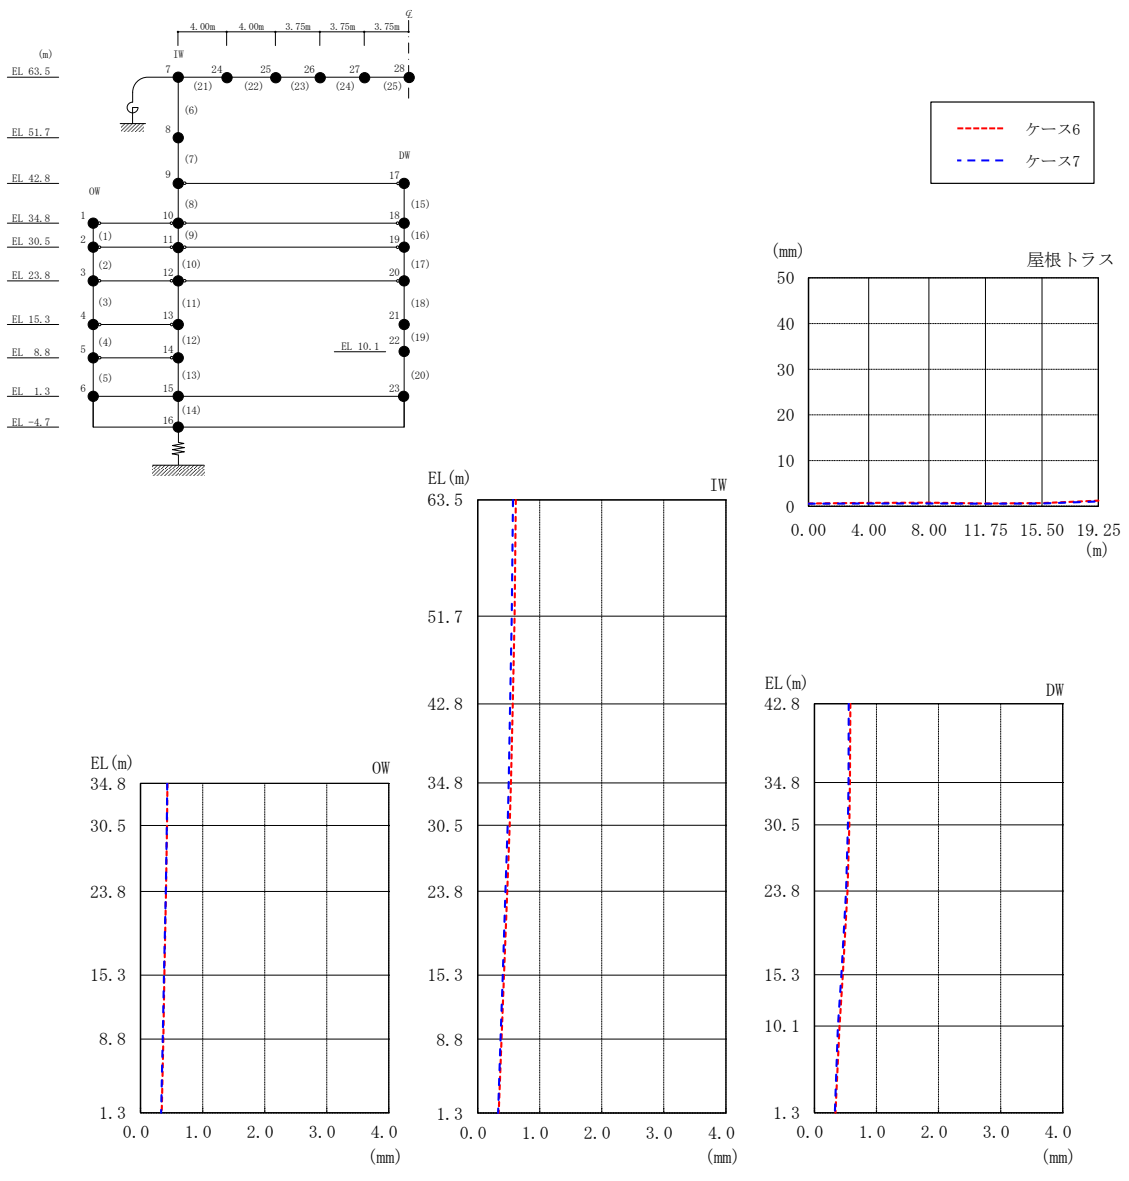 ℄
4.00m 4.00m 3.75m 3.75m 3.75m
(m) IW
EL 63.5 7 24 25 26 27 28
(21) (22) (23) (24) (25)
(6)
EL 51.7 8
(7) DW
EL 42.8 9 17
OW
(8) (15)
EL 34.8 1 10 18
(1) (9) (16)
EL 30.5 2 11 19
(2) (10) (17)
EL 23.8 3 12 20
(3) (11) (18)
EL 15.3 4 13 21
(4) (12) (19)
EL 10.1 22
EL 8.8 5 14
(5) (13) (20)
EL 1.3 6 15 23
(14)
EL -4.7 16
ケース6
ケース7
(mm) 屋根トラス
50
40
30
20
10
0
0.00 4.00 8.00 11.75 15.50 19.25
(m)
EL(m) IW
63.5
51.7
42.8
34.8
30.5
23.8
15.3
8.8
1.3
0.0 1.0 2.0 3.0 4.0
(mm)
EL(m) DW
42.8
34.8
30.5
23.8
15.3
10.1
1.3
0.0 1.0 2.0 3.0 4.0
(mm)
EL(m) OW
34.8
30.5
23.8
15.3
8.8
1.3
0.0 1.0 2.0 3.0 4.0
(mm)